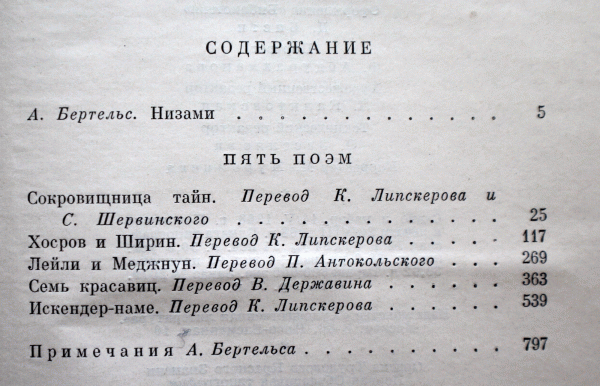 СОДЕРЖАНИЕ
А. Бертельс. Низами . . . . . . . . . . . . 5
ПЯТЬ ПОЭМ
Сокровищница тайн. Перевод К. Липскерова и
С. Шервинского . . . . . . . . . . . . 25
Хосров и Ширин. Перевод К. Липскерова . . . . . 117
Лейли и Меджнун. Перевод П. Антокольского . . . 269
Семь красавиц. Перевод В. Державина . . . . . 363
Искендер-наме. Перевод К. Липскерова . . . . . 539
Примечания А. Бертельса . . . . . . . . . . 797